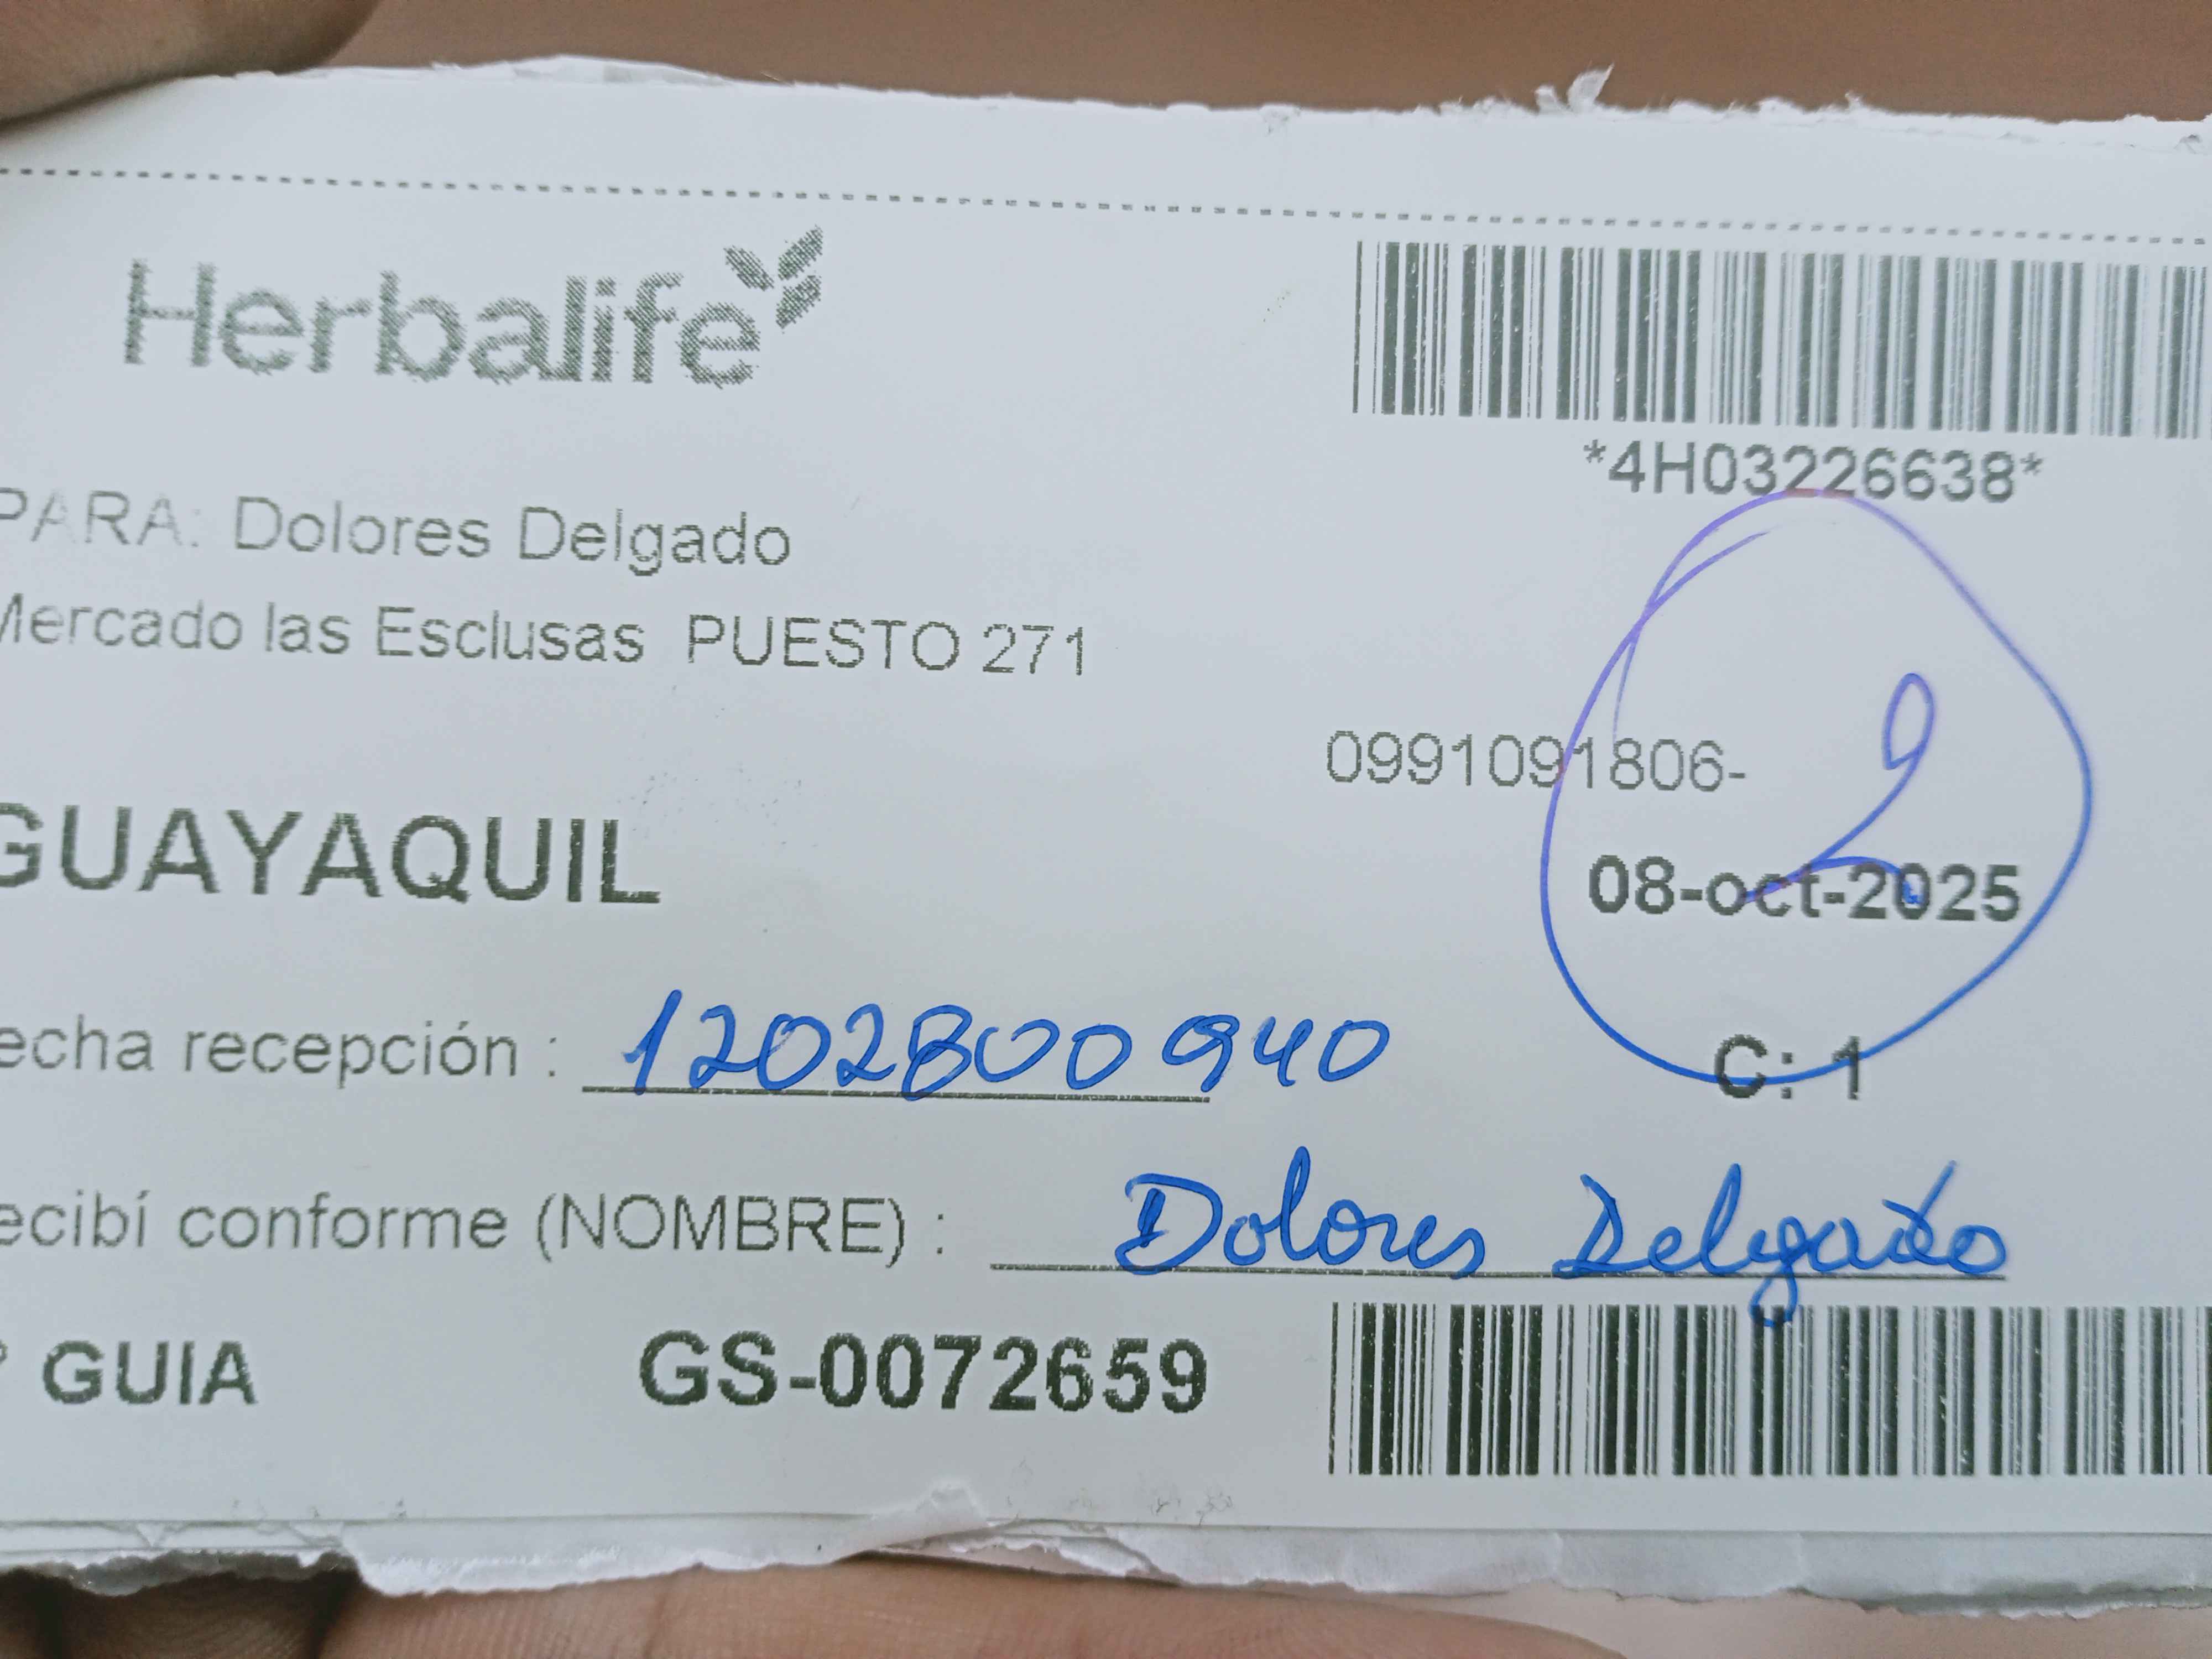 Herbalife
*4H03226638*
PARA: Dolores Delgado
Mercado las Esclusas PUESTO 271
0991091806-
2
GUAYAQUIL
08-oct-2025
echa recepción : 1202800940
C: 1
ecibí conforme (NOMBRE) : Dolores Delgado
GUIA GS-0072659